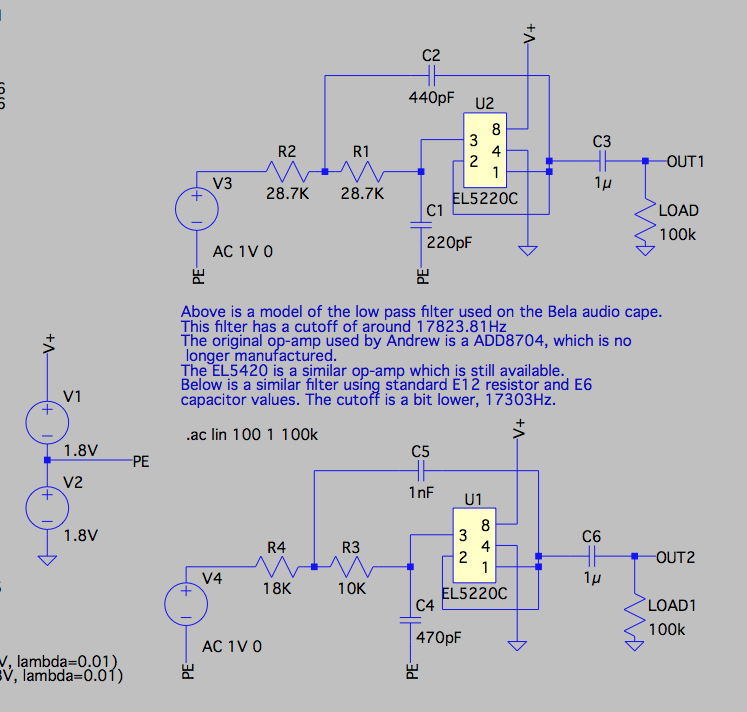 V+
C2
440pF
U2
R2
R1
3
8
4
2
1
C3
OUT1
V3
28.7K
28.7K
EL5220C
1µ
C1
LOAD
220pF
100k
AC 1V 0
PE
PE
Above is a model of the low pass filter used on the Bela audio cape.
This filter has a cutoff of around 17823.81Hz
The original op-amp used by Andrew is a ADD8704, which is no
longer manufactured.
The EL5420 is a similar op-amp which is still available.
Below is a similar filter using standard E12 resistor and E6
capacitor values. The cutoff is a bit lower, 17303Hz.
.ac lin 100 1 100k
V+
V1
1.8V
PE
V2
1.8V
V+
C5
1nF
U1
R4
R3
3
8
4
2
1
C6
OUT2
V4
18K
10K
EL5220C
1µ
C4
LOAD1
470pF
100k
AC 1V 0
PE
PE
V, lambda=0.01)
V, lambda=0.01)